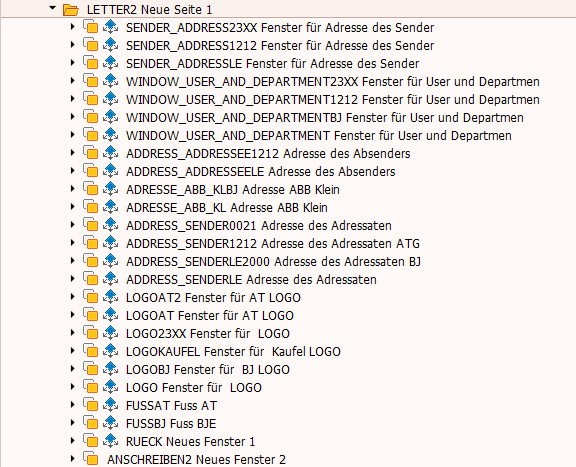 LETTER2 Neue Seite 1
SENDER_ADDRESS23XX Fenster für Adresse des Sender
SENDER_ADDRESS1212 Fenster für Adresse des Sender
SENDER_ADDRESSLE Fenster für Adresse des Sender
WINDOW_USER_AND_DEPARTMENT23XX Fenster für User und Departmen
WINDOW_USER_AND_DEPARTMENT1212 Fenster für User und Departmen
WINDOW_USER_AND_DEPARTMENTBJ Fenster für User und Departmen
WINDOW_USER_AND_DEPARTMENT Fenster für User und Departmen
ADDRESS_ADDRESSEE1212 Adresse des Absenders
ADDRESS_ADDRESSEELE Adresse des Absenders
ADRESSE_ABB_KLBJ Adresse ABB Klein
ADRESSE_ABB_KL Adresse ABB Klein
ADDRESS_SENDER0021 Adresse des Adressaten
ADDRESS_SENDER1212 Adresse des Adressaten ATG
ADDRESS_SENDERLE2000 Adresse des Adressaten BJ
ADDRESS_SENDERLE Adresse des Adressaten
LOGOAT2 Fenster für AT LOGO
LOGOAT Fenster für AT LOGO
LOGO23XX Fenster für  LOGO
LOGOKAUFEL Fenster für  Kaufel LOGO
LOGOBJ Fenster für  BJ LOGO
LOGO Fenster für  LOGO
FUSSAT Fuss AT
FUSSBJ Fuss BJE
RUECK Neues Fenster 1
ANSCHREIBEN2 Neues Fenster 2